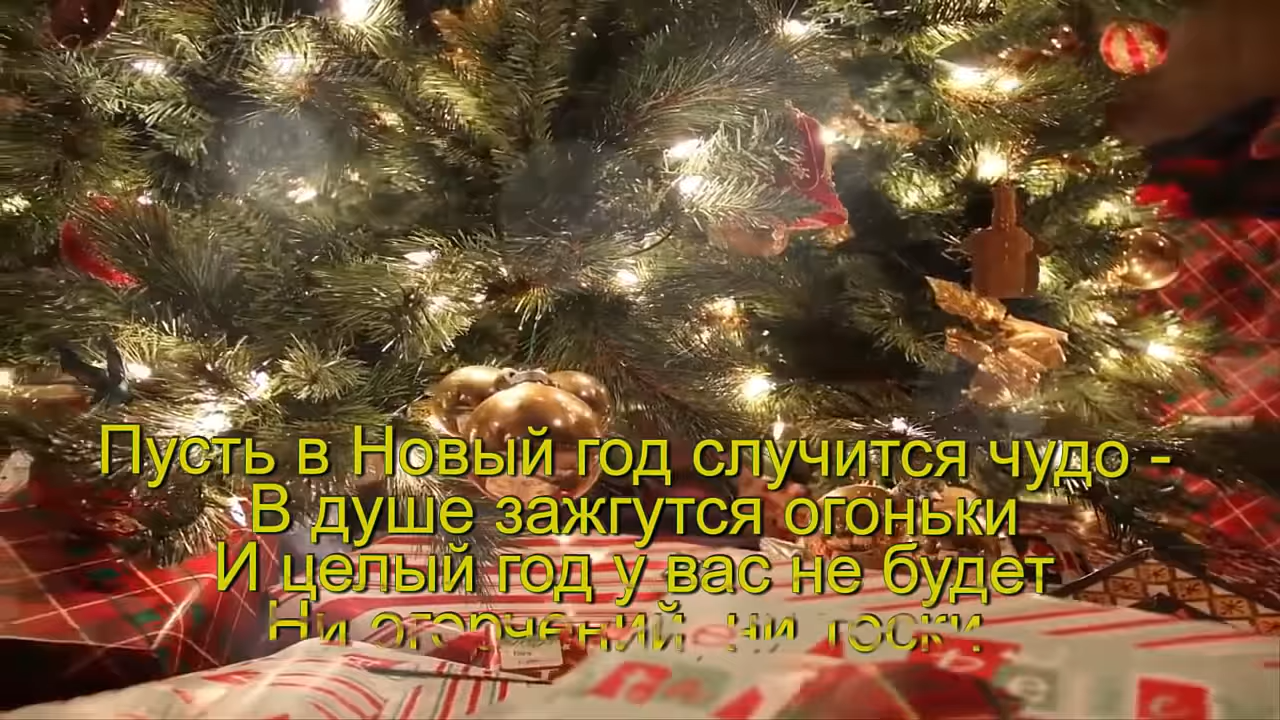 Пусть в Новый год случится чудо -
В душе зажгутся огоньки
И целый год у вас не будет
Ни огорчений, ни тоски.